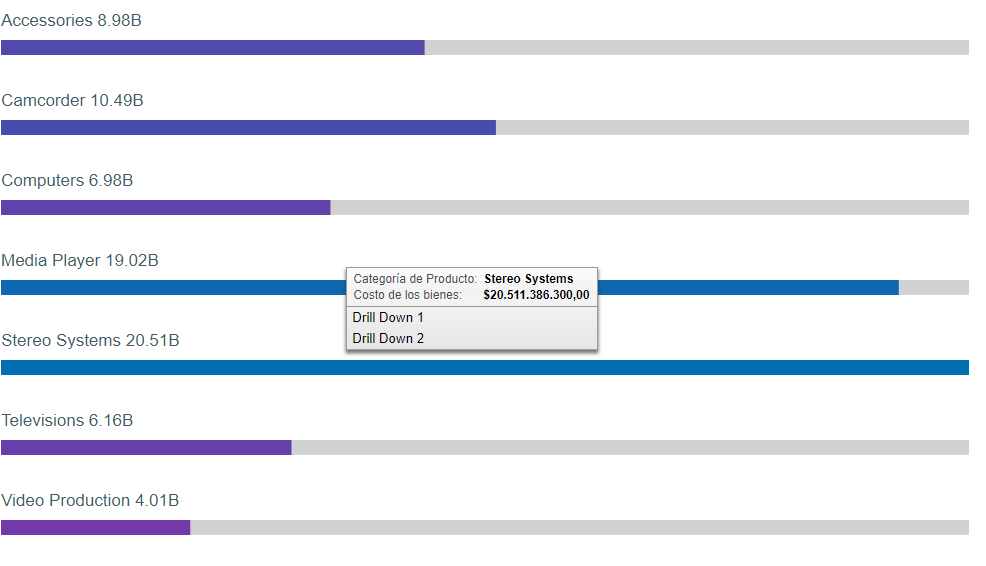 Accessories 8.98B
Camcorder 10.49B
Computers 6.98B
Media Player 19.02B
Categoría de Producto: Stereo Systems
Costo de los bienes: $20.511.386.300,00
Drill Down 1
Drill Down 2
Stereo Systems 20.51B
Televisions 6.16B
Video Production 4.01B